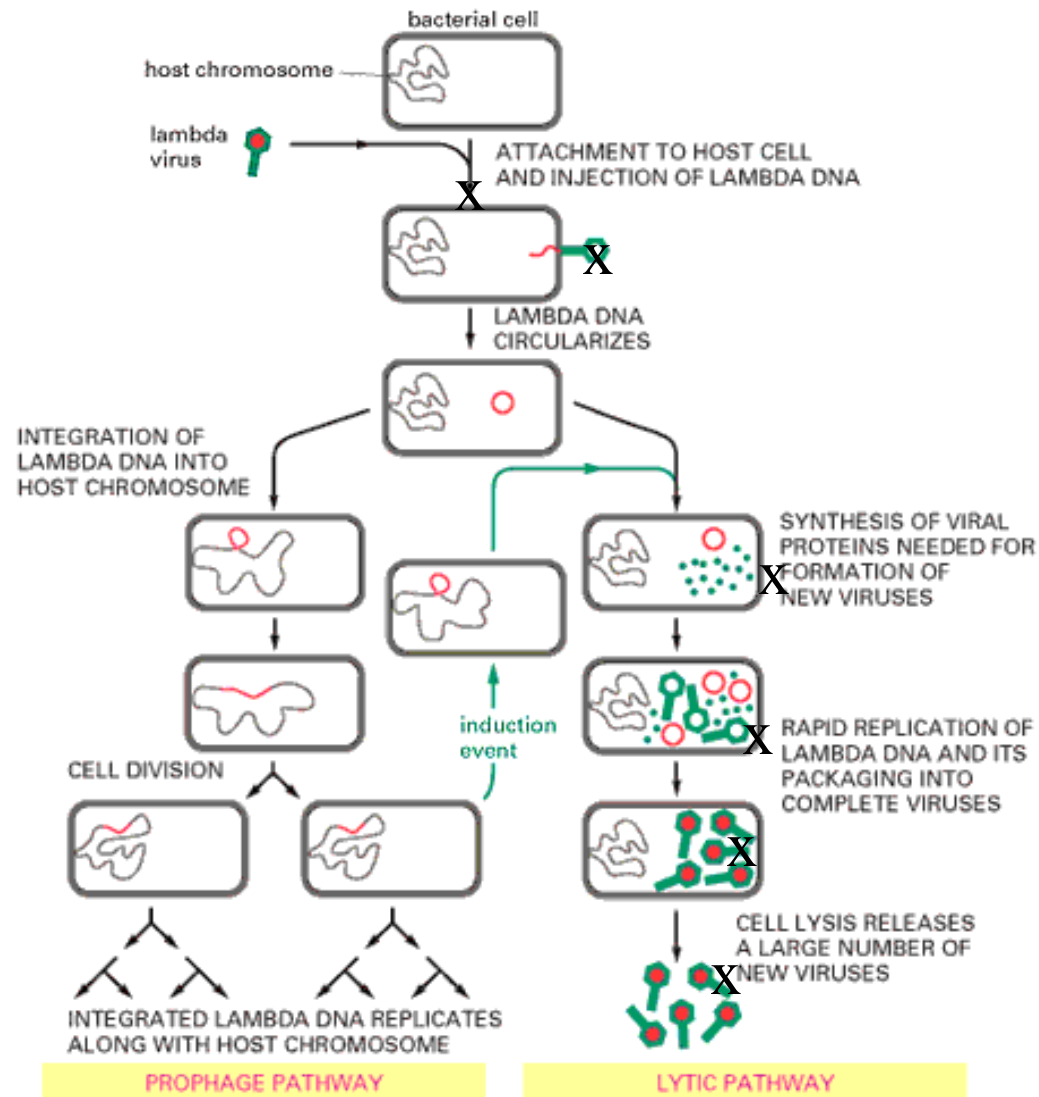 bacterial cell
host chromosome
lambda
virus
ATTACHMENT TO HOST CELL
AND INJECTION OF LAMBDA DNA
X
X
LAMBDA DNA
CIRCULARIZES
INTEGRATION OF
LAMBDA DNA INTO
HOST CHROMOSOME
SYNTHESIS OF VIRAL
PROTEINS NEEDED FOR
X FORMATION OF
NEW VIRUSES
induction
event
X
RAPID REPLICATION OF
LAMBDA DNA AND ITS
PACKAGING INTO
COMPLETE VIRUSES
CELL DIVISION
X
CELL LYSIS RELEASES
A LARGE NUMBER OF
X NEW VIRUSES
INTEGRATED LAMBDA DNA REPLICATES
ALONG WITH HOST CHROMOSOME
PROPHAGE PATHWAY
LYTIC PATHWAY